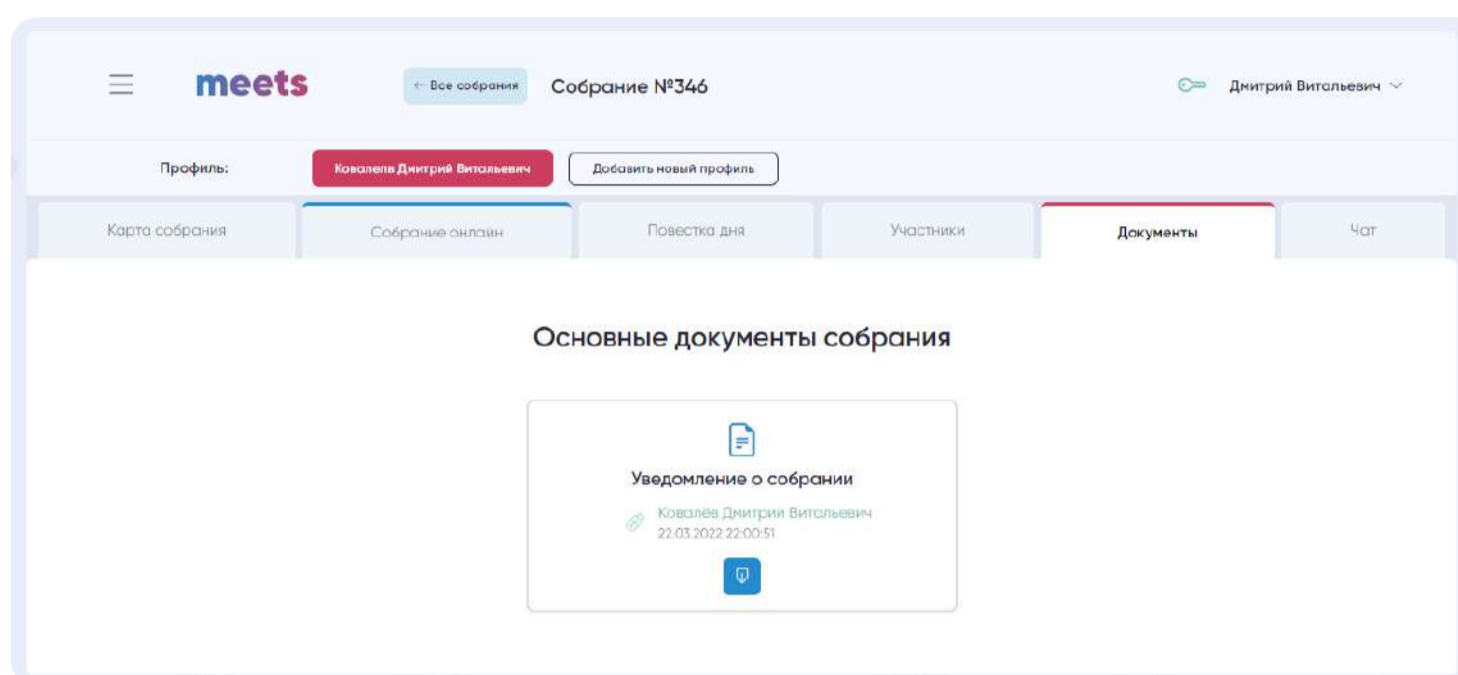 meets
← Все собрания
Собрание №346
Дмитрий Витальевич
Профиль:
Ковалевв Дмитрий Витальевич
Добавить новый профиль
Карта собрания
Собрание онлайн
Повестка дня
Участники
Документы
Чат
Основные документы собрания
Уведомление о собрании
Ковалёв Дмитрий Витальевич
22.03.2022 22:00:51